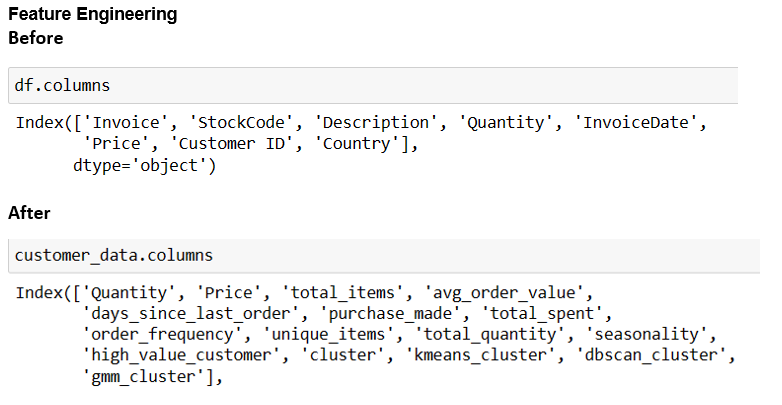 Feature Engineering
Before
df.columns
Index(['Invoice', 'StockCode', 'Description', 'Quantity', 'InvoiceDate',
'Price', 'Customer ID', 'Country'],
dtype='object')
After
customer_data.columns
Index(['Quantity', 'Price', 'total_items', 'avg_order_value',
'days_since_last_order', 'purchase_made', 'total_spent',
'order_frequency', 'unique_items', 'total_quantity', 'seasonality',
'high_value_customer', 'cluster', 'kmeans_cluster', 'dbscan_cluster',
'gmm_cluster'],